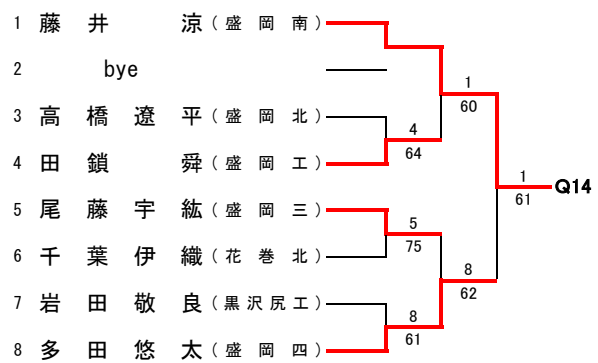 1 藤井 涼 (盛岡南)
2 bye
3 高橋遼平 (盛岡北)
4 田鎖 舜 (盛岡工)
5 尾藤宇紘 (盛岡三)
6 千葉伊織 (花巻北)
7 岩田敬良 (黒沢尻工)
8 多田悠太 (盛岡四)
4
64
5
75
8
61
1
60
8
62
1
61
Q14